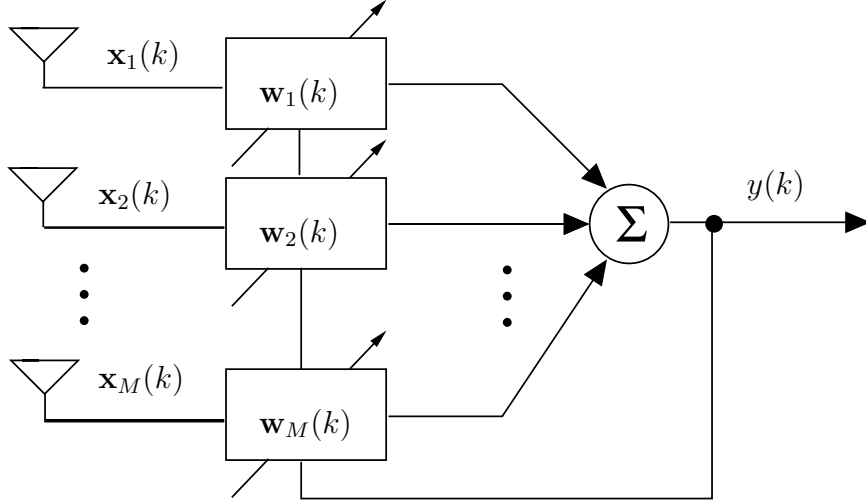 𝐱₁(k)
𝐰₁(k)
𝐱₂(k)
𝐰₂(k)
Σ
y(k)
𝐱_M(k)
𝐰_M(k)